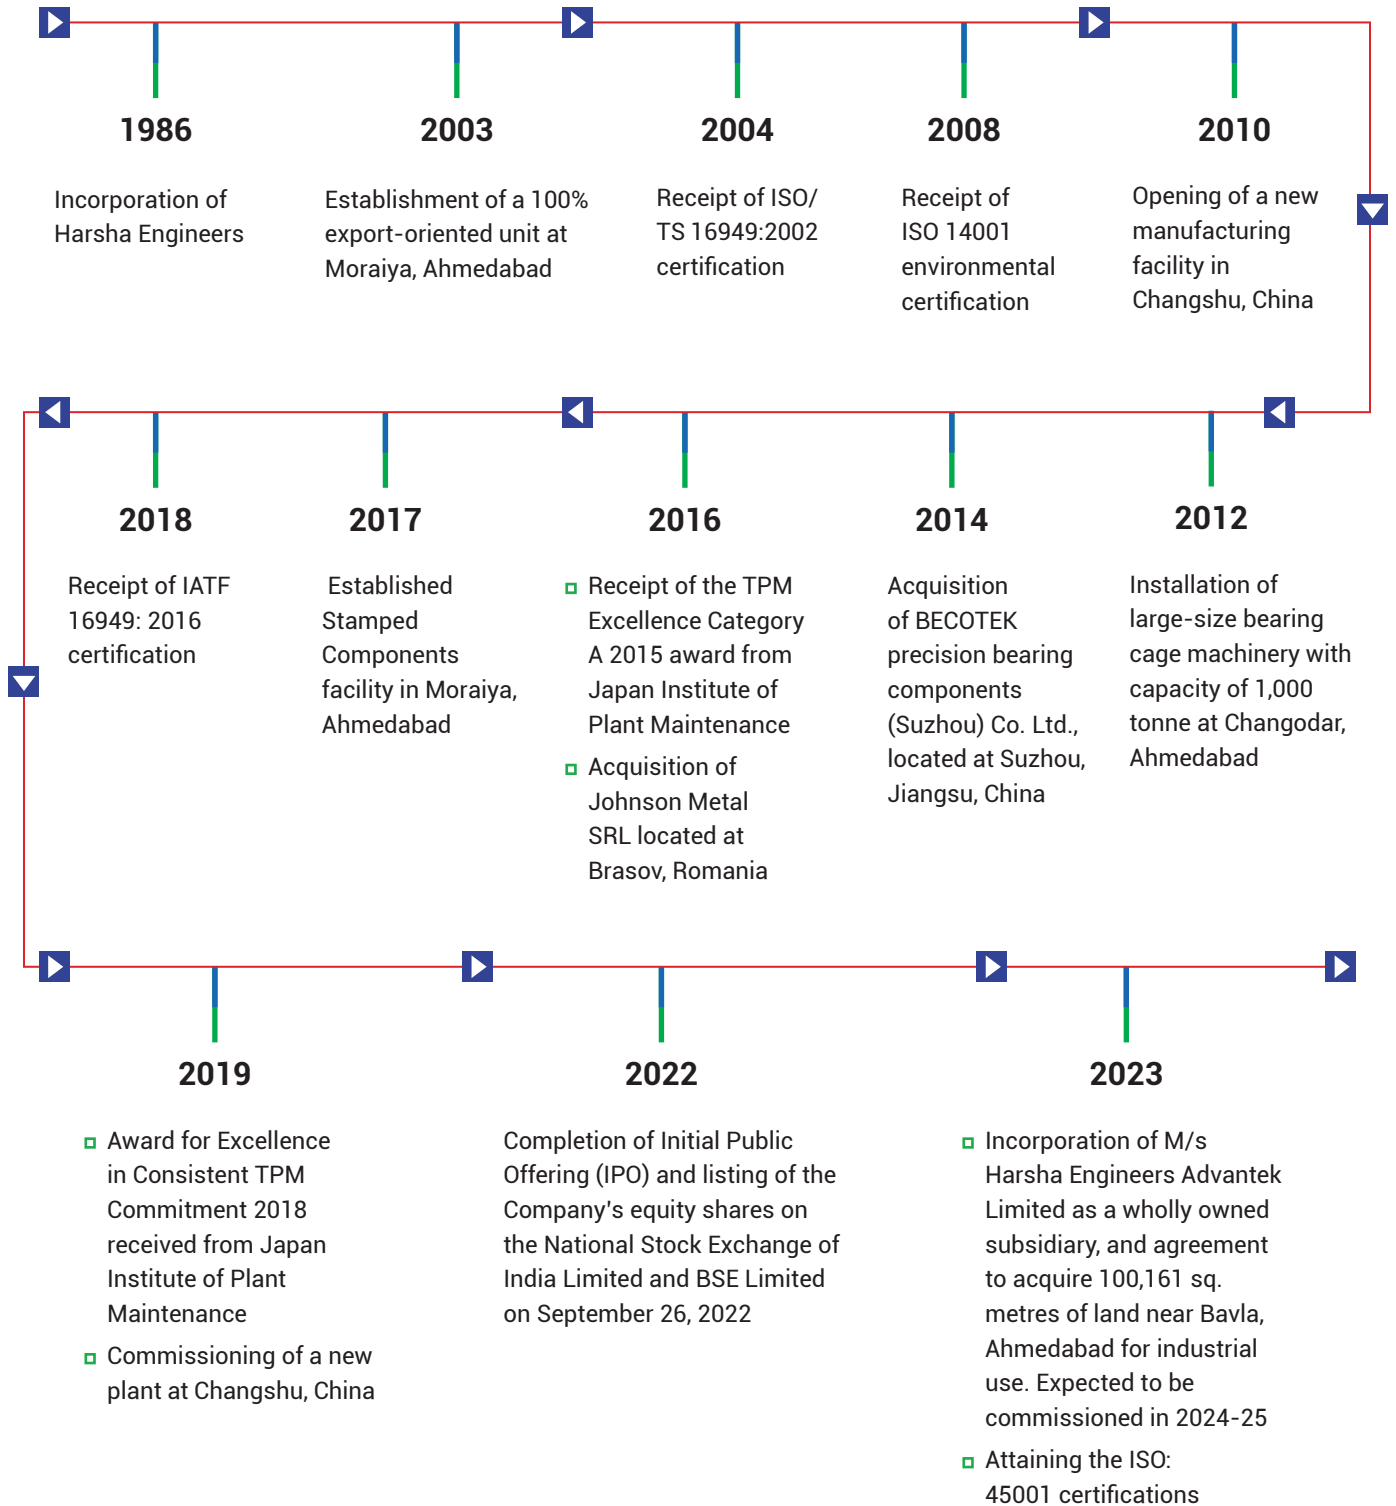 1986
Incorporation of
Harsha Engineers
2003
Establishment of a 100%
export-oriented unit at
Moraiya, Ahmedabad
2004
Receipt of ISO/
TS 16949:2002
certification
2008
Receipt of
ISO 14001
environmental
certification
2010
Opening of a new
manufacturing
facility in
Changshu, China
2012
Installation of
large-size bearing
cage machinery with
capacity of 1,000
tonne at Changodar,
Ahmedabad
2014
Acquisition
of BECOTEK
precision bearing
components
(Suzhou) Co. Ltd.,
located at Suzhou,
Jiangsu, China
2016
Receipt of the TPM
Excellence Category
A 2015 award from
Japan Institute of
Plant Maintenance
Acquisition of
Johnson Metal
SRL located at
Brasov, Romania
2017
Established
Stamped
Components
facility in Moraiya,
Ahmedabad
2018
Receipt of IATF
16949: 2016
certification
2019
Award for Excellence
in Consistent TPM
Commitment 2018
received from Japan
Institute of Plant
Maintenance
Commissioning of a new
plant at Changshu, China
2022
Completion of Initial Public
Offering (IPO) and listing of the
Company's equity shares on
the National Stock Exchange of
India Limited and BSE Limited
on September 26, 2022
2023
Incorporation of M/s
Harsha Engineers Advantek
Limited as a wholly owned
subsidiary, and agreement
to acquire 100,161 sq.
metres of land near Bavla,
Ahmedabad for industrial
use. Expected to be
commissioned in 2024-25
Attaining the ISO:
45001 certifications